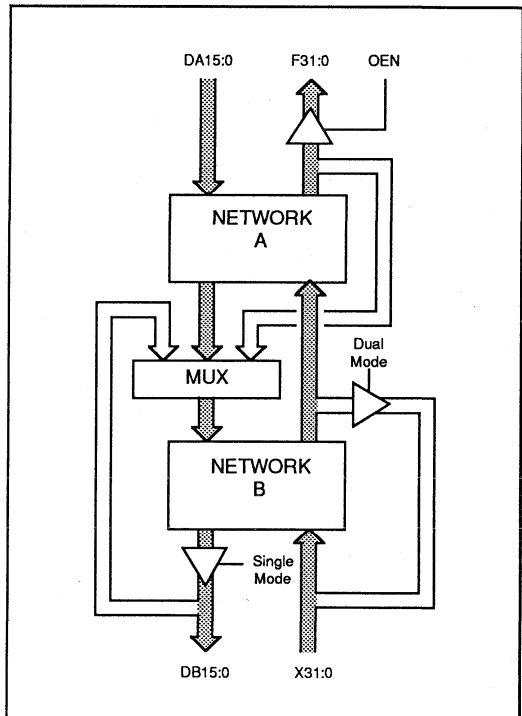 DA15:0 F31:0 OEN
NETWORK
A
Dual
Mode
MUX
NETWORK
B
Single
Mode
DB15:0 X31:0